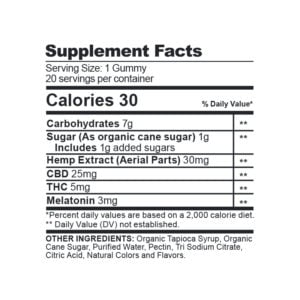 Supplement Facts
Serving Size: 1 Gummy
20 servings per container
Calories 30 % Daily Value*
Carbohydrates 7g **
Sugar (As organic cane sugar) 1g **
Includes 1g added sugars
Hemp Extract (Aerial Parts) 30mg **
CBD 25mg **
THC 5mg **
Melatonin 3mg **
*Percent daily values are based on a 2,000 calorie diet.
** Daily Value (DV) not established.
OTHER INGREDIENTS: Organic Tapioca Syrup, Organic
Cane Sugar, Purified Water, Pectin, Tri Sodium Citrate,
Citric Acid, Natural Colors and Flavors.